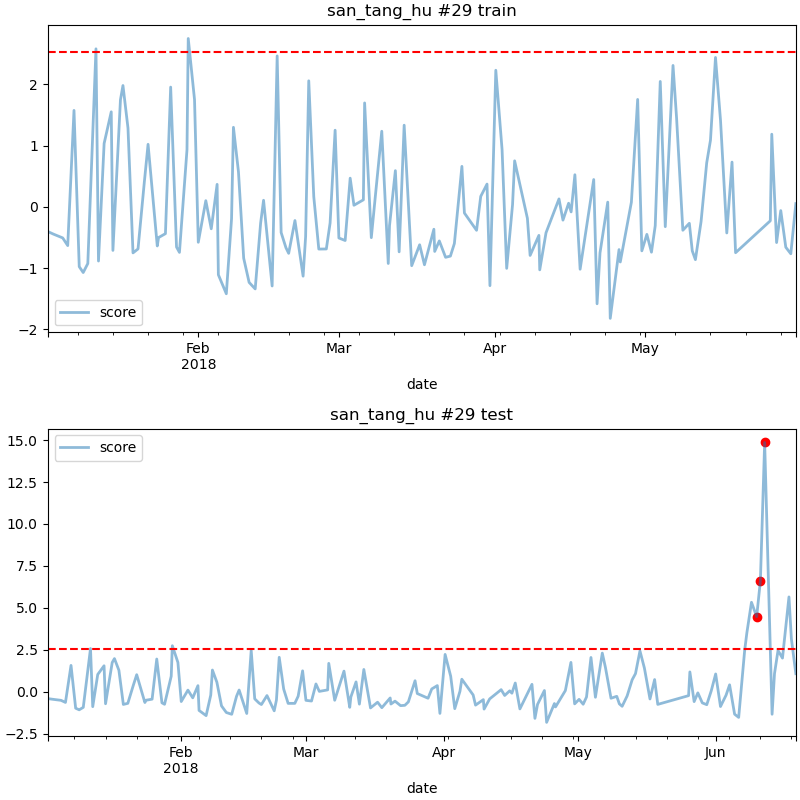 san_tang_hu #29 train
2
1
0
−1
−2
score
Feb
2018
Mar
Apr
May
date
san_tang_hu #29 test
15.0
12.5
10.0
7.5
5.0
2.5
0.0
−2.5
score
Feb
2018
Mar
Apr
May
Jun
date